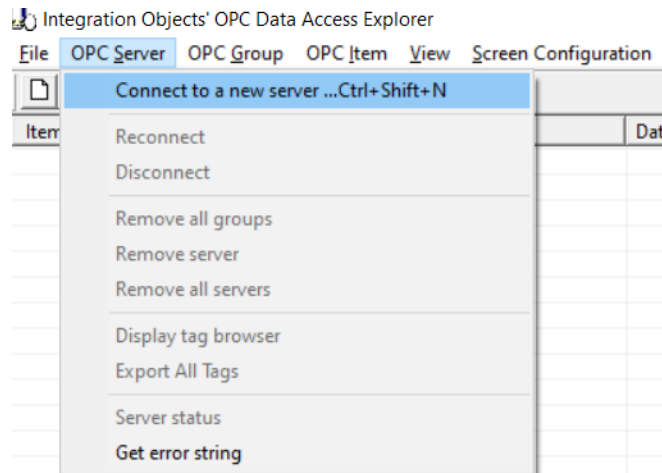 Integration Objects' OPC Data Access Explorer
File OPC Server OPC Group OPC Item View Screen Configuration
Connect to a new server ...Ctrl+Shift+N
Reconnect
Disconnect
Remove all groups
Remove server
Remove all servers
Display tag browser
Export All Tags
Server status
Get error string